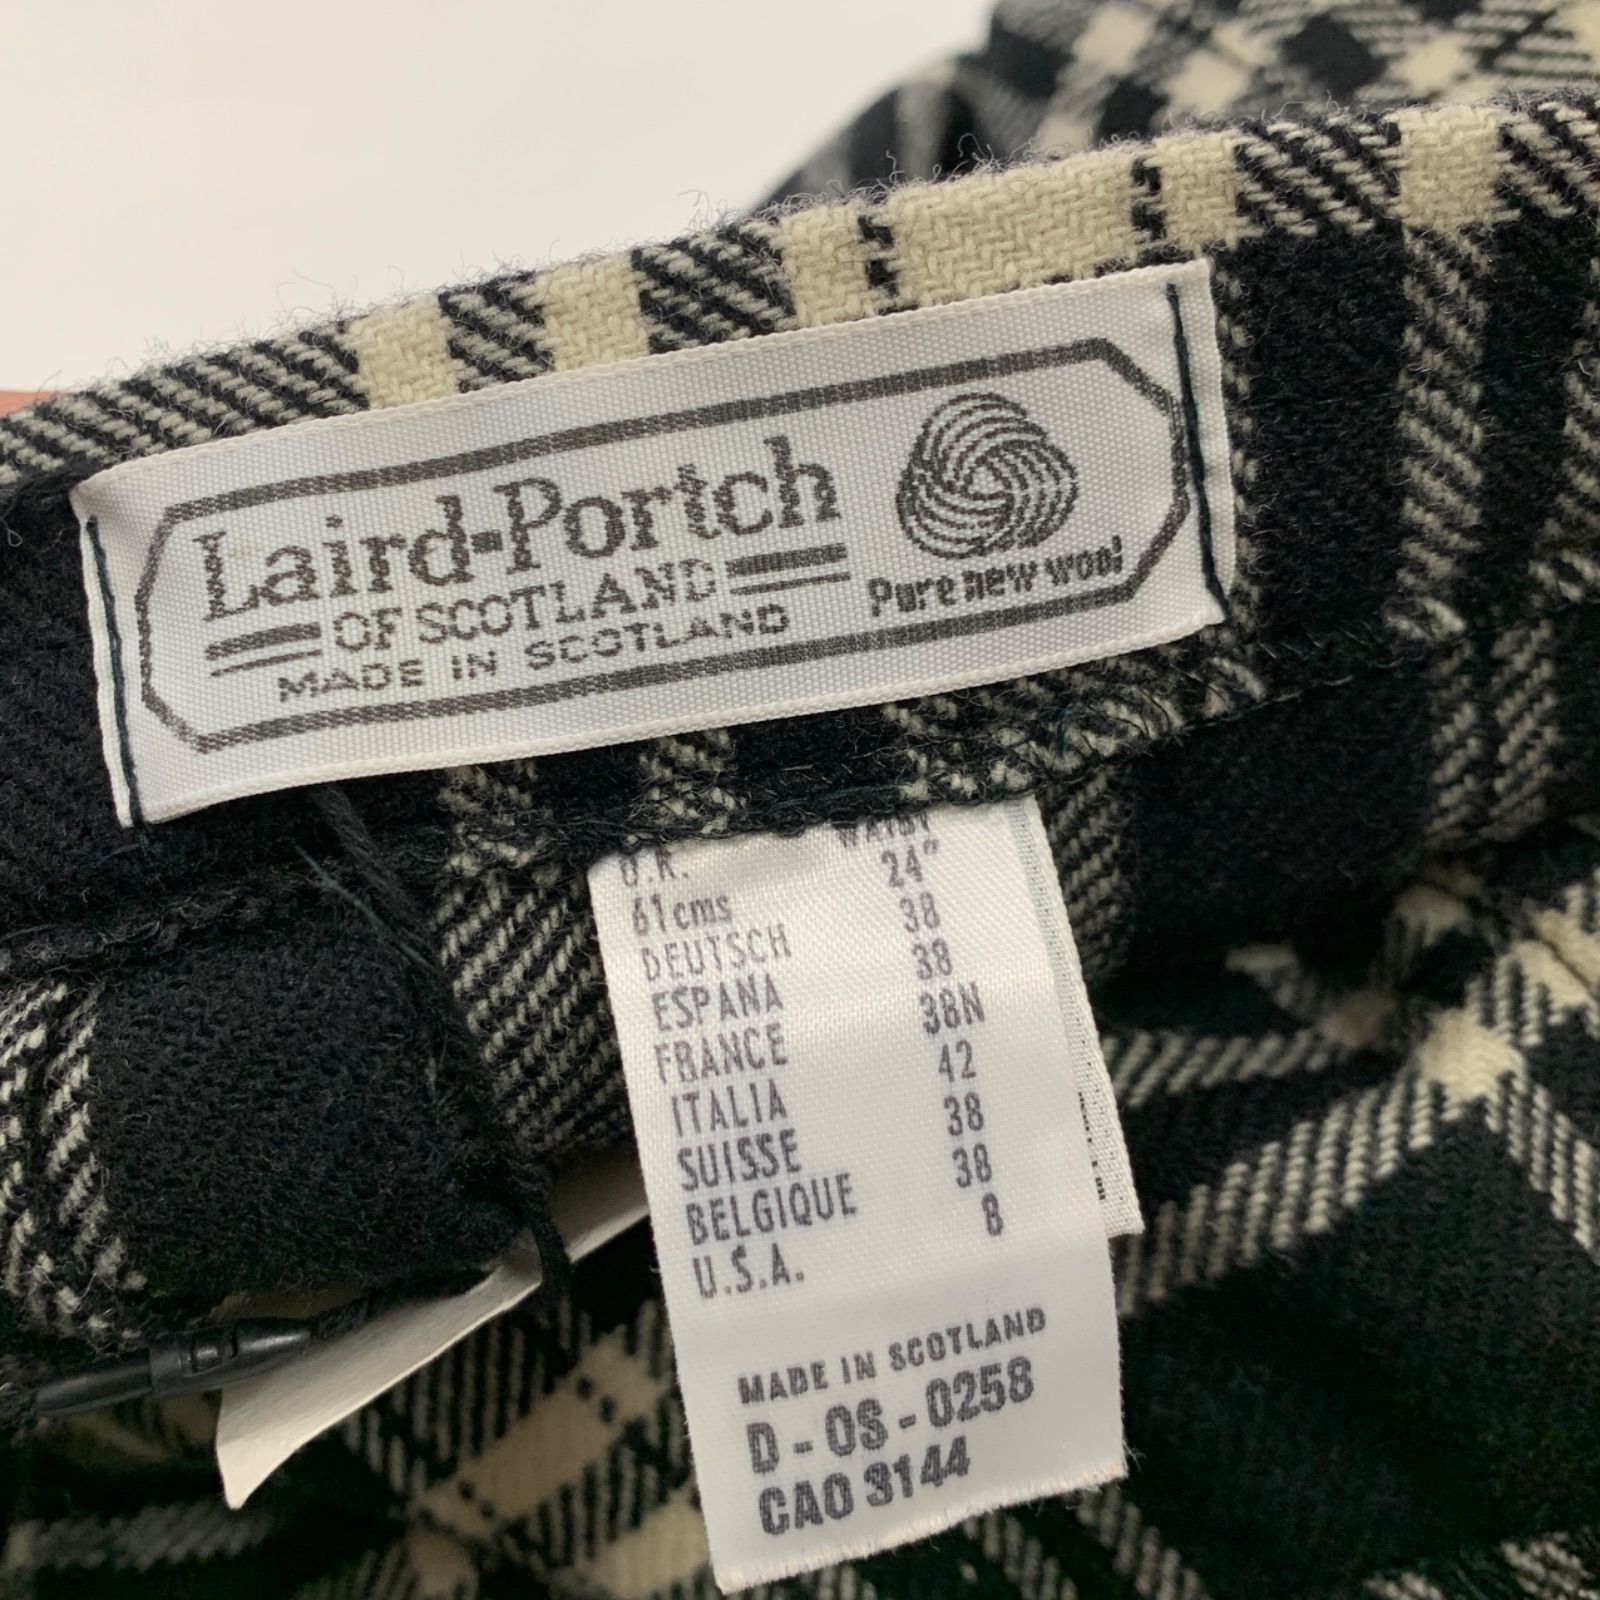 Laird-Portch
OF SCOTLAND
MADE IN SCOTLAND
Pure new wool
U.K. WAIST
61cms 24"
DEUTSCH 38
ESPANA 38
FRANCE 38N
ITALIA 42
SUISSE 38
BELGIQUE 38
U.S.A. 8
MADE IN SCOTLAND
D-OS-0258
CAO 3144